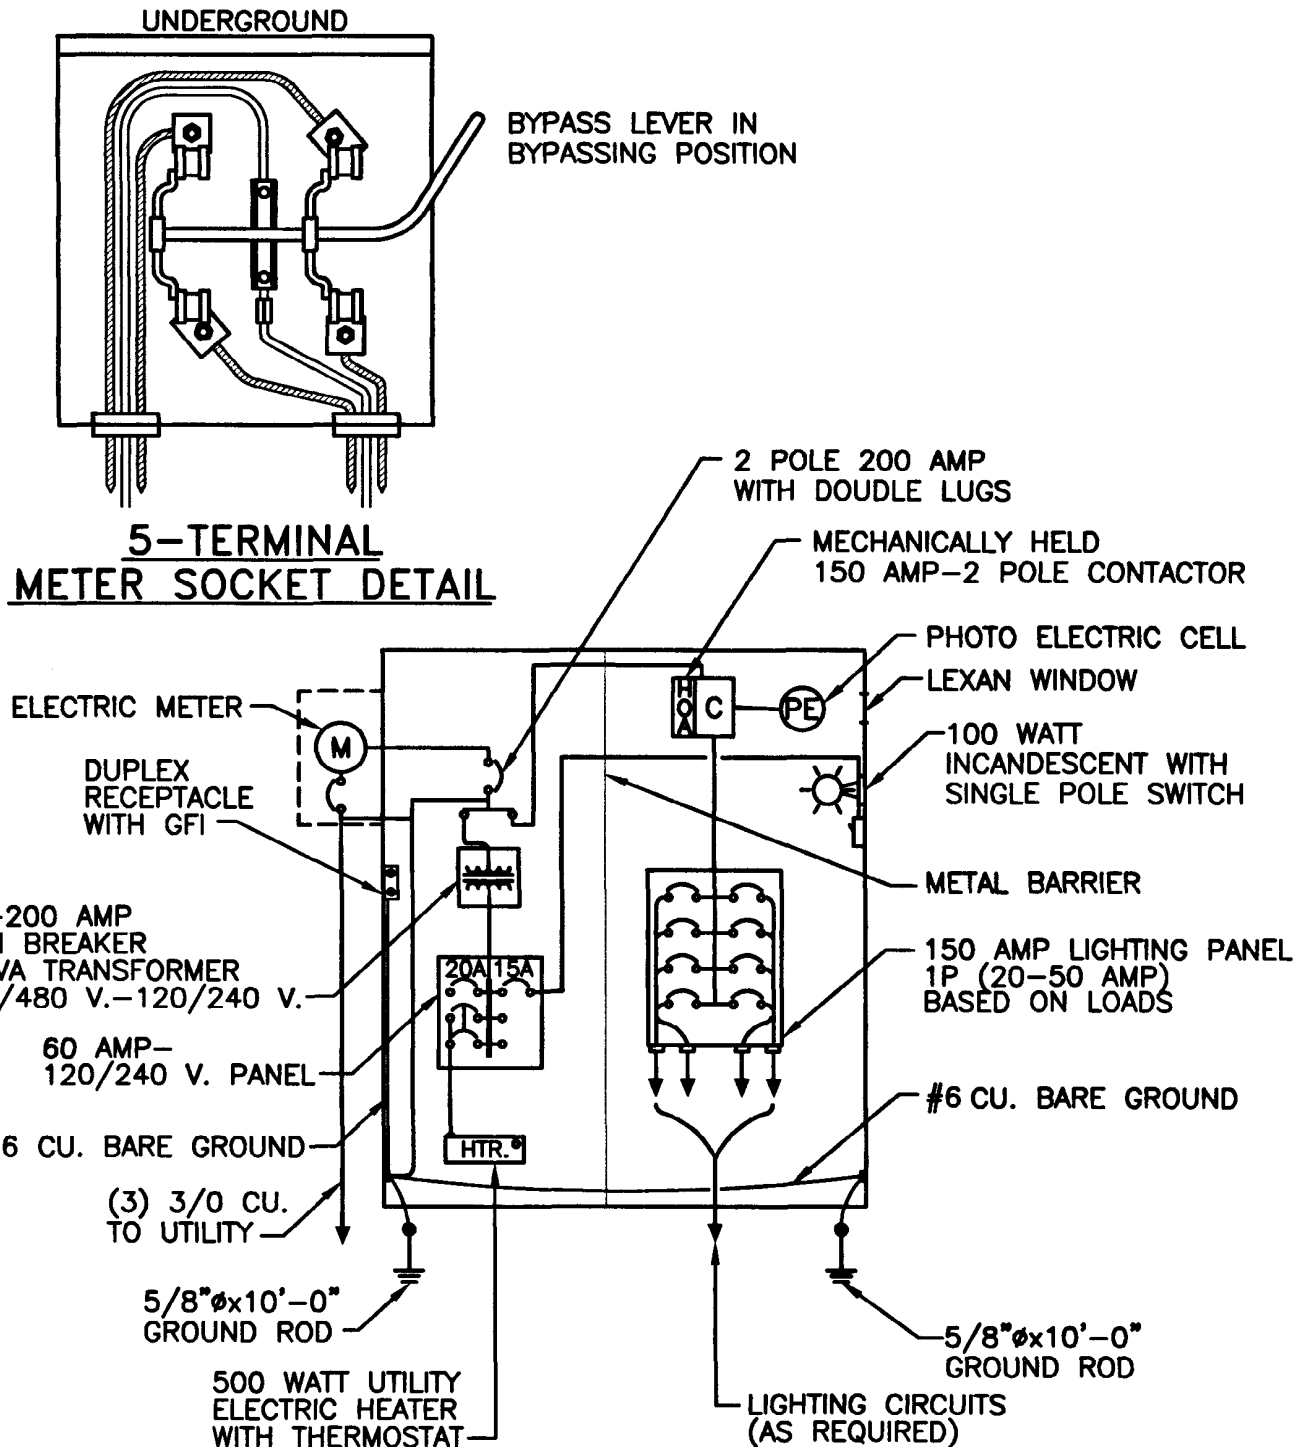 UNDERGROUND
BYPASS LEVER IN
BYPASSING POSITION
5-TERMINAL
METER SOCKET DETAIL
2 POLE 200 AMP
WITH DOUDLE LUGS
MECHANICALLY HELD
150 AMP-2 POLE CONTACTOR
PHOTO ELECTRIC CELL
LEXAN WINDOW
100 WATT
INCANDESCENT WITH
SINGLE POLE SWITCH
HOA
C
PE
ELECTRIC METER
M
DUPLEX
RECEPTACLE
WITH GFI
METAL BARRIER
-200 AMP
BREAKER
VA TRANSFORMER
/480 V.-120/240 V.
20A 15A
150 AMP LIGHTING PANEL
1P (20-50 AMP)
BASED ON LOADS
60 AMP-
120/240 V. PANEL
#6 CU. BARE GROUND
6 CU. BARE GROUND
HTR.
(3) 3/0 CU.
TO UTILITY
5/8"øx10'-0"
GROUND ROD
5/8"øx10'-0"
GROUND ROD
500 WATT UTILITY
ELECTRIC HEATER
WITH THERMOSTAT
LIGHTING CIRCUITS
(AS REQUIRED)